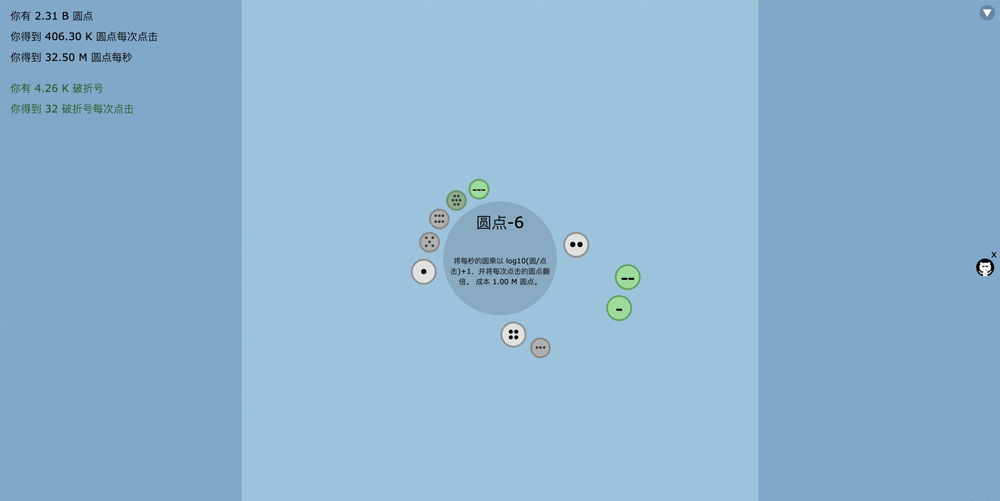 你有 2.31 B 圆点
你得到 406.30 K 圆点每次点击
你得到 32.50 M 圆点每秒
你有 4.26 K 破折号
你得到 32 破折号每次点击
圆点-6
将每秒的圆乘以 log10(圆/点
击)+1，并将每次点击的圆点翻
倍。 成本 1.00 M 圆点。
x